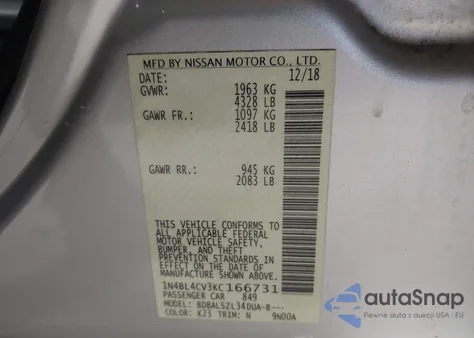 MFD BY NISSAN MOTOR CO., LTD.
DATE: 12/18
GVWR: 1963 KG
4328 LB
GAWR FR.: 1097 KG
2418 LB
GAWR RR.: 945 KG
2083 LB
THIS VEHICLE CONFORMS TO
ALL APPLICABLE FEDERAL
MOTOR VEHICLE SAFETY,
BUMPER, AND THEFT
PREVENTION STANDARDS IN
EFFECT ON THE DATE OF
MANUFACTURE SHOWN ABOVE.
1N4BL4CV3KC166731
PASSENGER CAR 849
MODEL: BDBALSZL34DUA-B---
COLOR: K23 TRIM: N 9N00A
autoSnap
Autopomocnik z USA i EU